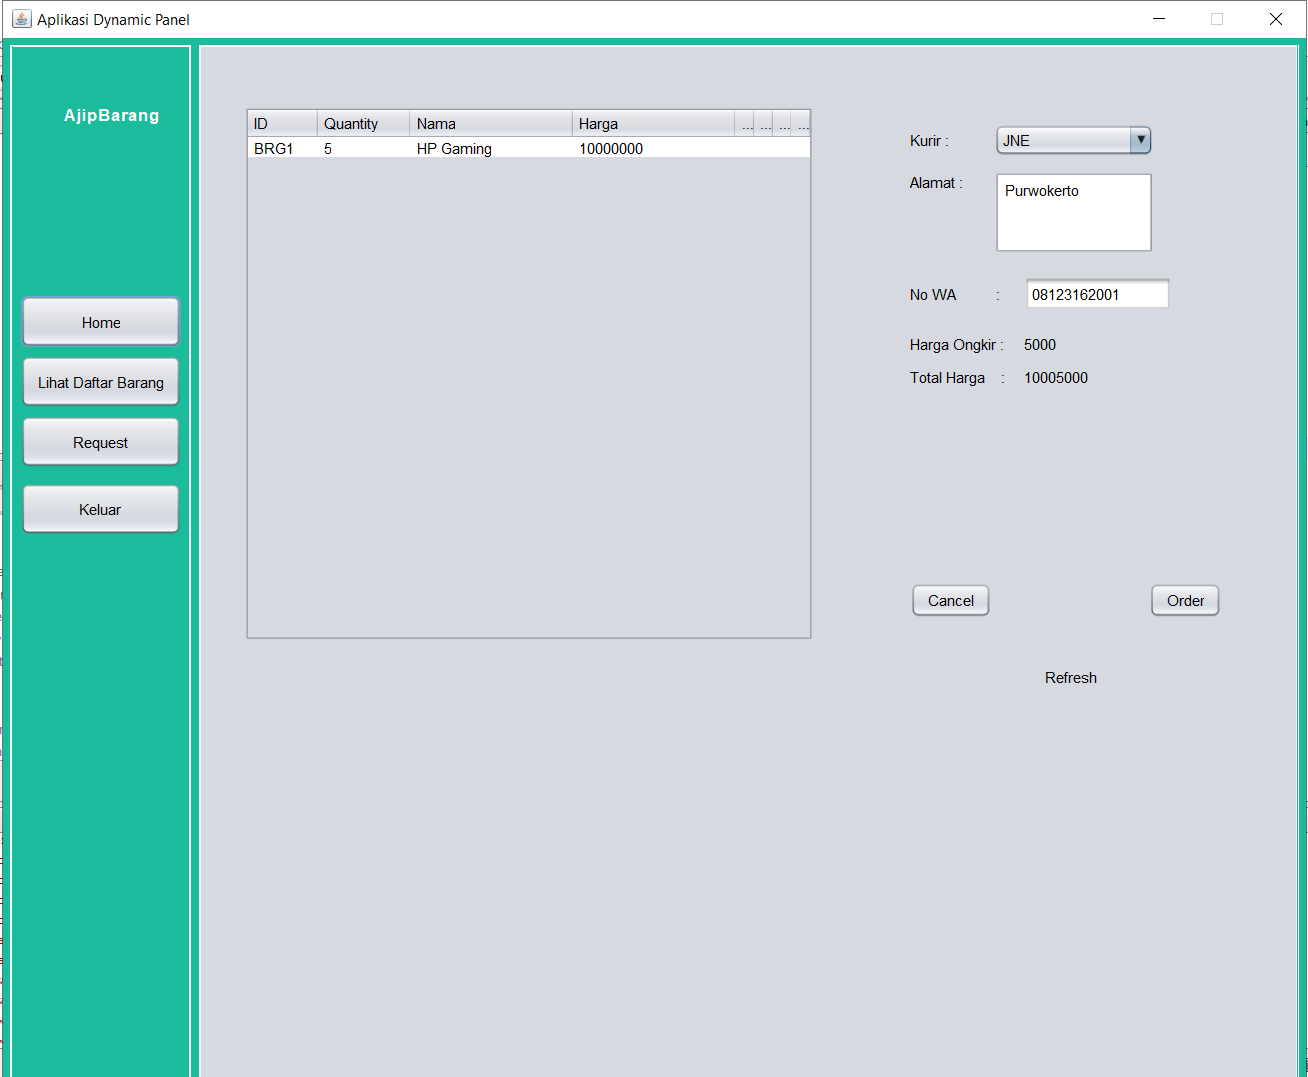 Aplikasi Dynamic Panel
AjipBarang
Home
Lihat Daftar Barang
Request
Keluar
ID Quantity Nama Harga ... ... ... ...
BRG1 5 HP Gaming 10000000
Kurir : JNE
Alamat : Purwokerto
No WA : 08123162001
Harga Ongkir : 5000
Total Harga : 10005000
Cancel Order
Refresh